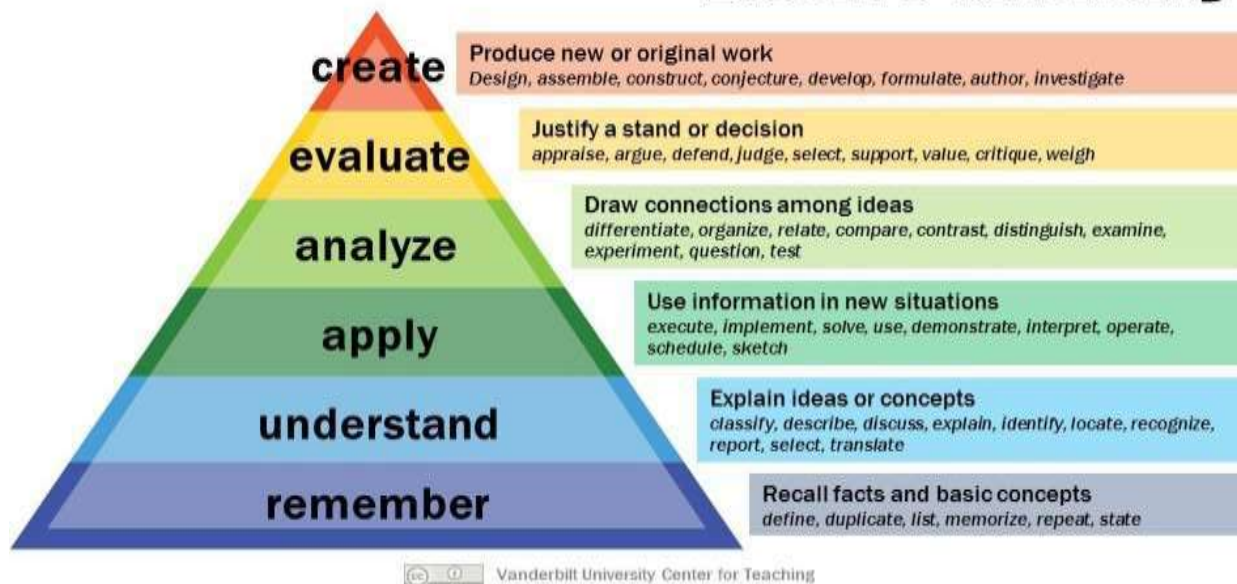 create
Produce new or original work
Design, assemble, construct, conjecture, develop, formulate, author, investigate
evaluate
Justify a stand or decision
appraise, argue, defend, judge, select, support, value, critique, weigh
analyze
Draw connections among ideas
differentiate, organize, relate, compare, contrast, distinguish, examine,
experiment, question, test
apply
Use information in new situations
execute, implement, solve, use, demonstrate, interpret, operate,
schedule, sketch
understand
Explain ideas or concepts
classify, describe, discuss, explain, identify, locate, recognize,
report, select, translate
remember
Recall facts and basic concepts
define, duplicate, list, memorize, repeat, state
cc
Vanderbilt University Center for Teaching